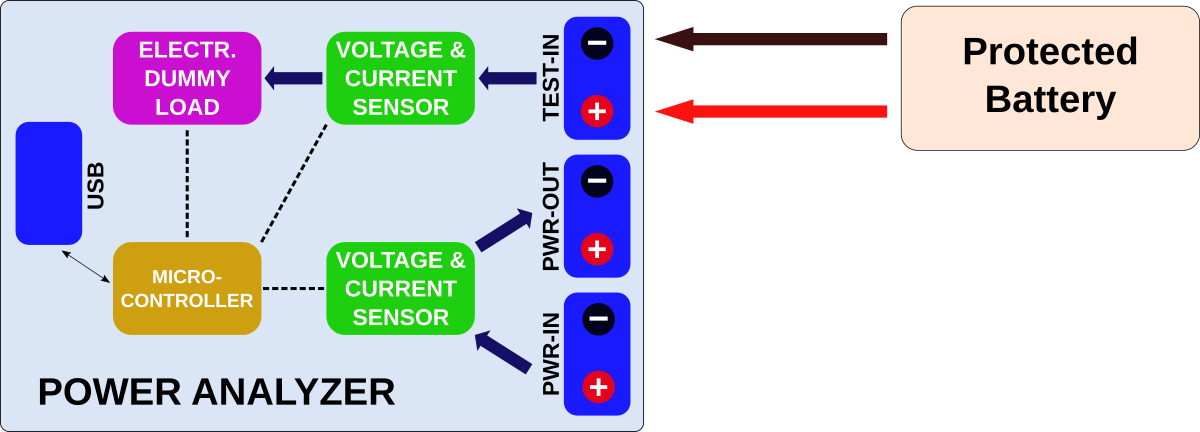 ELECTR.
DUMMY
LOAD
VOLTAGE &
CURRENT
SENSOR
TEST-IN
−
+
Protected
Battery
USB
PWR-OUT
−
+
MICRO-
CONTROLLER
VOLTAGE &
CURRENT
SENSOR
PWR-IN
−
+
POWER ANALYZER